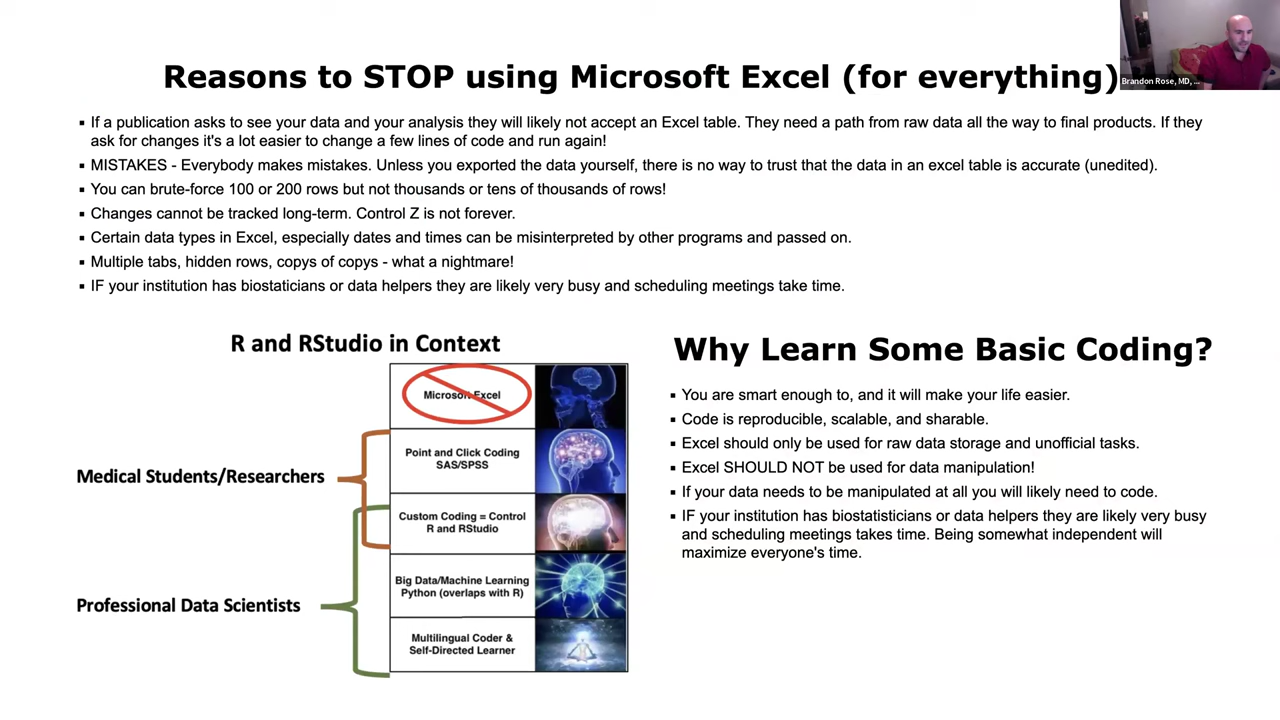 Reasons to STOP using Microsoft Excel (for everything)
Brandon Rose, MD, ...
▪ If a publication asks to see your data and your analysis they will likely not accept an Excel table. They need a path from raw data all the way to final products. If they
ask for changes it's a lot easier to change a few lines of code and run again!
▪ MISTAKES - Everybody makes mistakes. Unless you exported the data yourself, there is no way to trust that the data in an excel table is accurate (unedited).
▪ You can brute-force 100 or 200 rows but not thousands or tens of thousands of rows!
▪ Changes cannot be tracked long-term. Control Z is not forever.
▪ Certain data types in Excel, especially dates and times can be misinterpreted by other programs and passed on.
▪ Multiple tabs, hidden rows, copys of copys - what a nightmare!
▪ IF your institution has biostaticians or data helpers they are likely very busy and scheduling meetings take time.
R and RStudio in Context
Microsoft Excel
Point and Click Coding
SAS/SPSS
Medical Students/Researchers
Custom Coding = Control
R and RStudio
Big Data/Machine Learning
Python (overlaps with R)
Professional Data Scientists
Multilingual Coder &
Self-Directed Learner
Why Learn Some Basic Coding?
▪ You are smart enough to, and it will make your life easier.
▪ Code is reproducible, scalable, and sharable.
▪ Excel should only be used for raw data storage and unofficial tasks.
▪ Excel SHOULD NOT be used for data manipulation!
▪ If your data needs to be manipulated at all you will likely need to code.
▪ IF your institution has biostatisticians or data helpers they are likely very busy
and scheduling meetings takes time. Being somewhat independent will
maximize everyone's time.